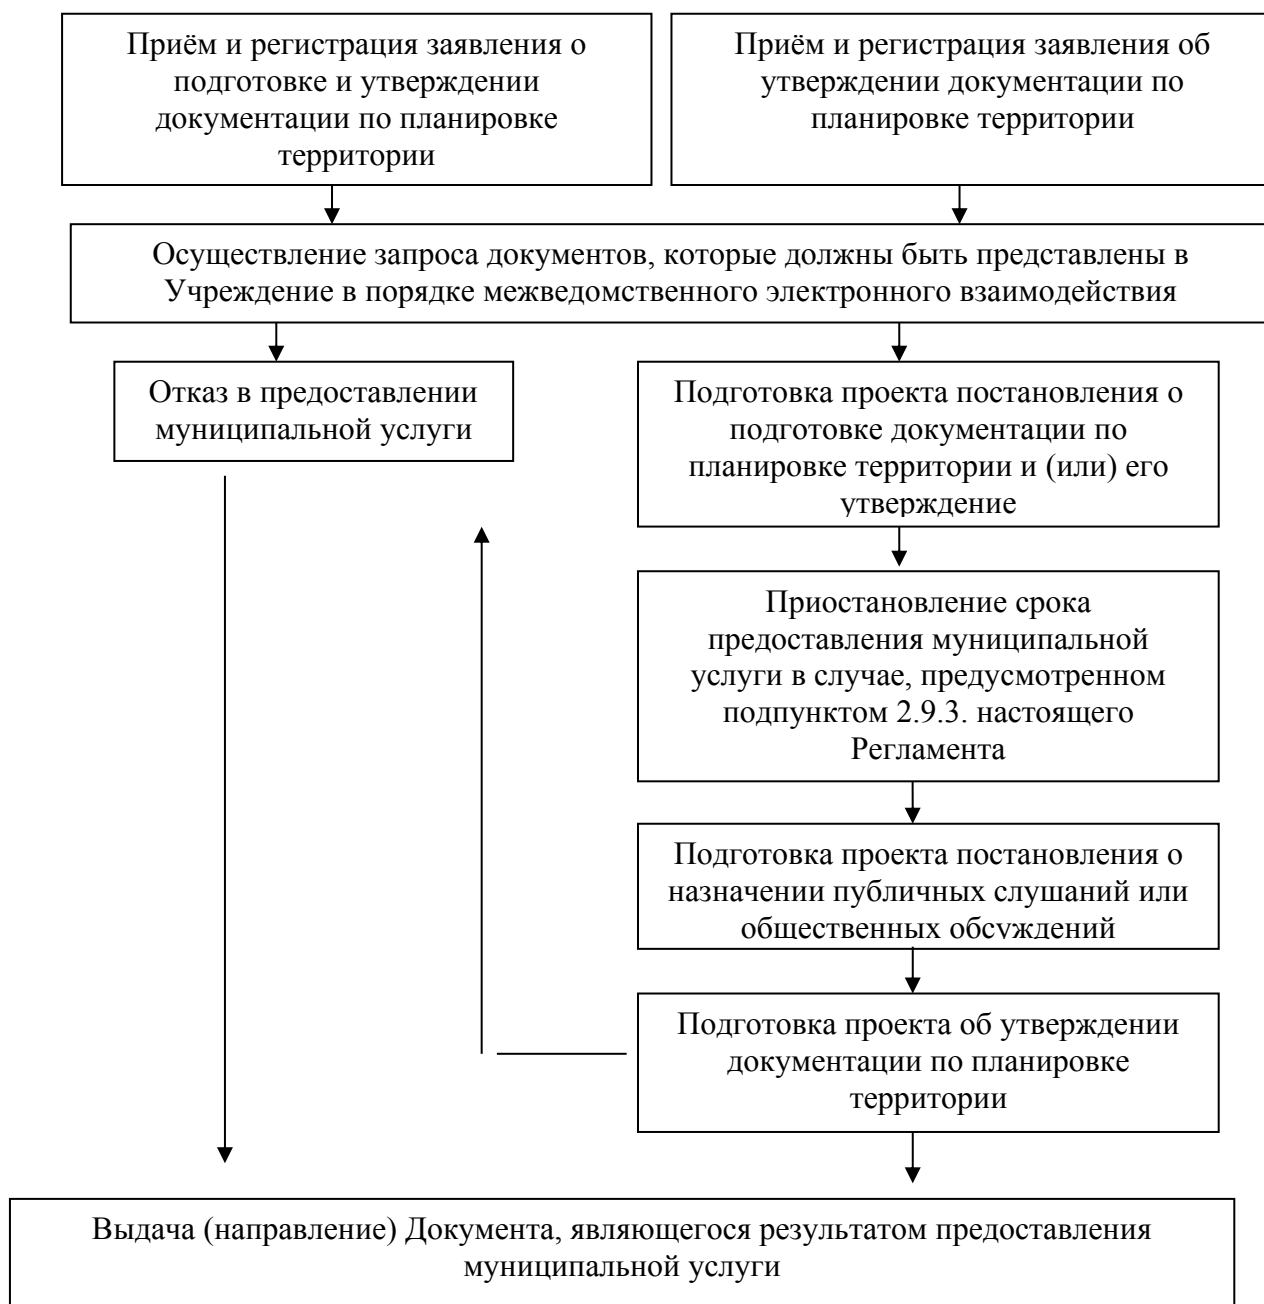 Приём и регистрация заявления о
подготовке и утверждении
документации по планировке
территории
Приём и регистрация заявления об
утверждении документации по
планировке территории
Осуществление запроса документов, которые должны быть представлены в
Учреждение в порядке межведомственного электронного взаимодействия
Отказ в предоставлении
муниципальной услуги
Подготовка проекта постановления о
подготовке документации по
планировке территории и (или) его
утверждение
Приостановление срока
предоставления муниципальной
услуги в случае, предусмотренном
подпунктом 2.9.3. настоящего
Регламента
Подготовка проекта постановления о
назначении публичных слушаний или
общественных обсуждений
Подготовка проекта об утверждении
документации по планировке
территории
Выдача (направление) Документа, являющегося результатом предоставления
муниципальной услуги